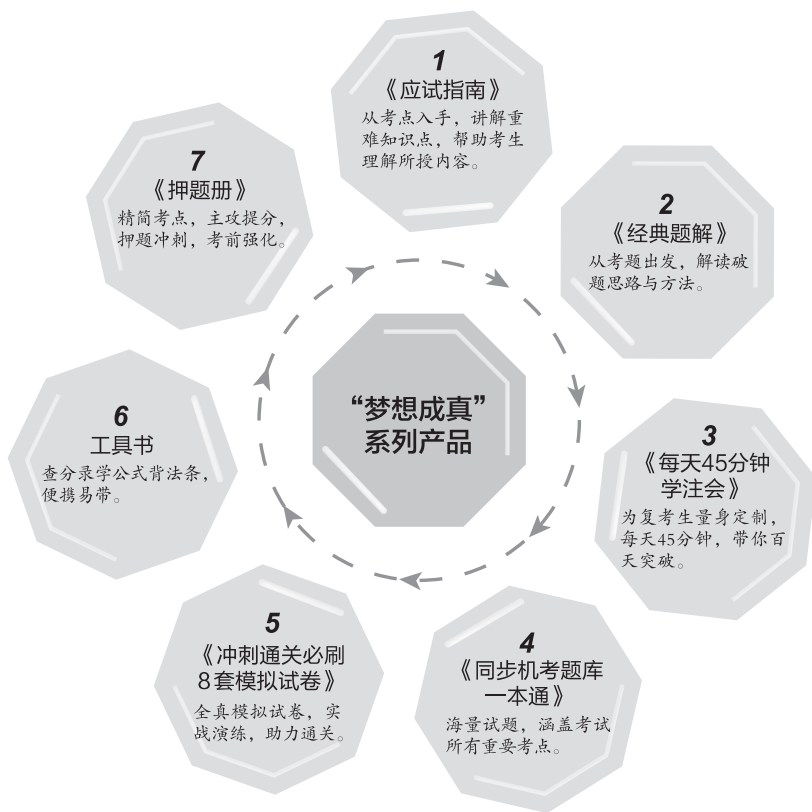 1
《应试指南》
从考点入手，讲解重
难知识点，帮助考生
理解所授内容。
2
《经典题解》
从考题出发，解读破
题思路与方法。
3
《每天45分钟
学注会》
为复考生量身定制，
每天45分钟，带你百
天突破。
4
《同步机考题库
一本通》
海量试题，涵盖考试
所有重要考点。
5
《冲刺通关必刷
8套模拟试卷》
全真模拟试卷，实
战演练，助力通关。
6
工具书
查分录学公式背法条，
便携易带。
7
《押题册》
精简考点，主攻提分，
押题冲刺，考前强化。
“梦想成真”
系列产品